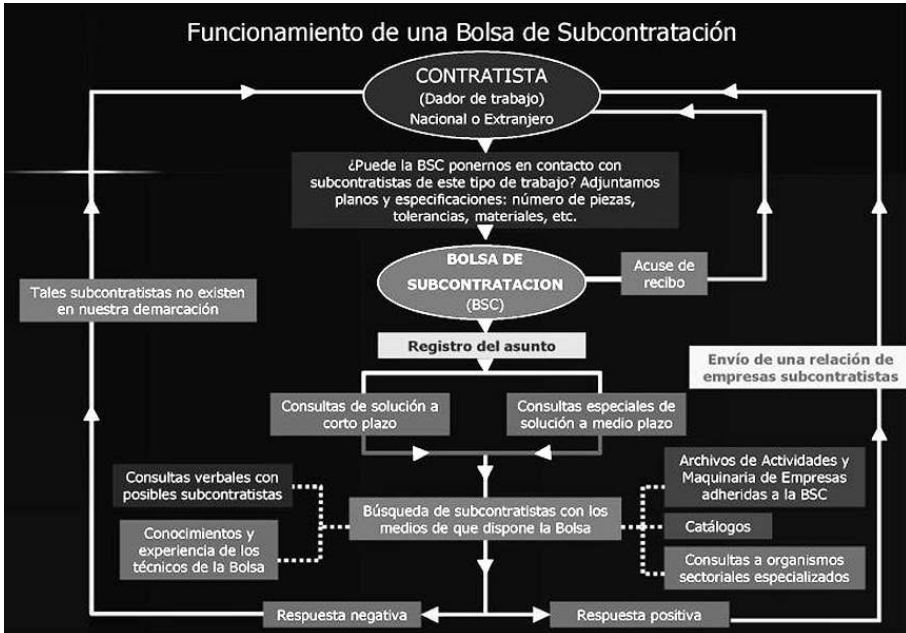 Funcionamiento de una Bolsa de Subcontratación
CONTRATISTA
(Dador de trabajo)
Nacional o Extranjero
¿Puede la BSC ponernos en contacto con
subcontratistas de este tipo de trabajo? Adjuntamos
planos y especificaciones: número de piezas,
tolerancias, materiales, etc.
BOLSA DE
SUBCONTRATACION
(BSC)
Acuse de
recibo
Tales subcontratistas no existen
en nuestra demarcación
Registro del asunto
Envío de una relación de
empresas subcontratistas
Consultas de solución a
corto plazo
Consultas especiales de
solución a medio plazo
Consultas verbales con
posibles subcontratistas
Conocimientos y
experiencia de los
técnicos de la Bolsa
Búsqueda de subcontratistas con los
medios de que dispone la Bolsa
Archivos de Actividades y
Maquinaria de Empresas
adheridas a la BSC
Catálogos
Consultas a organismos
sectoriales especializados
Respuesta negativa
Respuesta positiva